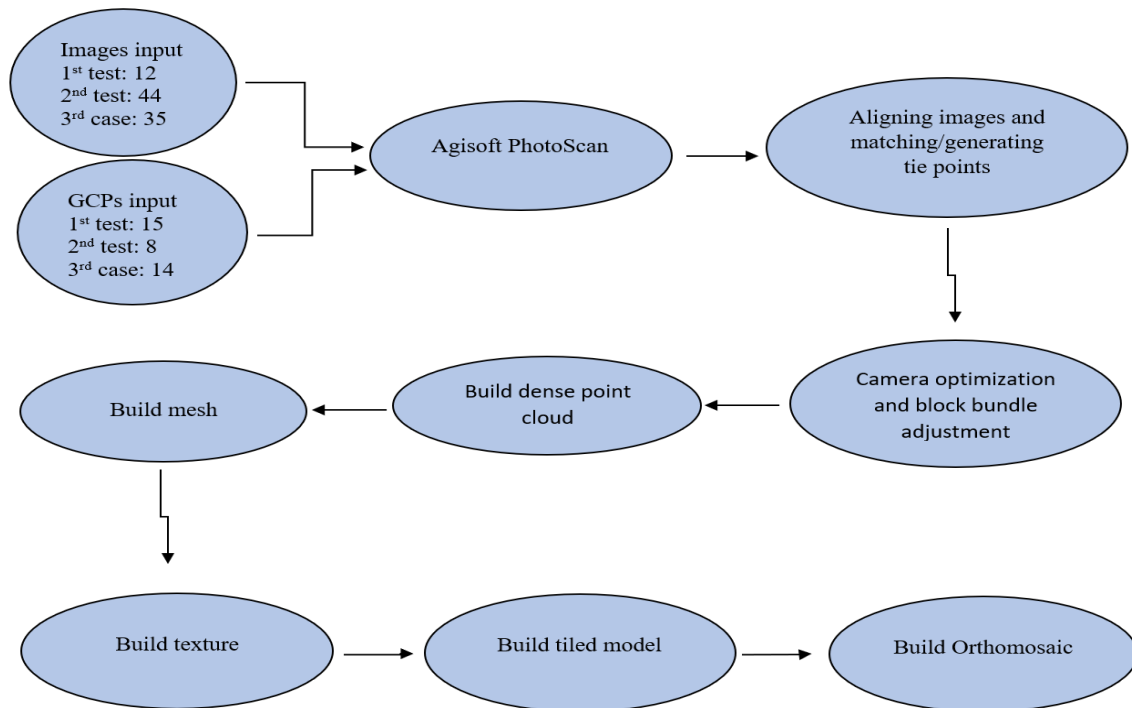 Images input
1st test: 12
2nd test: 44
3rd case: 35
GCPs input
1st test: 15
2nd test: 8
3rd case: 14
Agisoft PhotoScan
Aligning images and
matching/generating
tie points
Camera optimization
and block bundle
adjustment
Build dense point
cloud
Build mesh
Build texture
Build tiled model
Build Orthomosaic